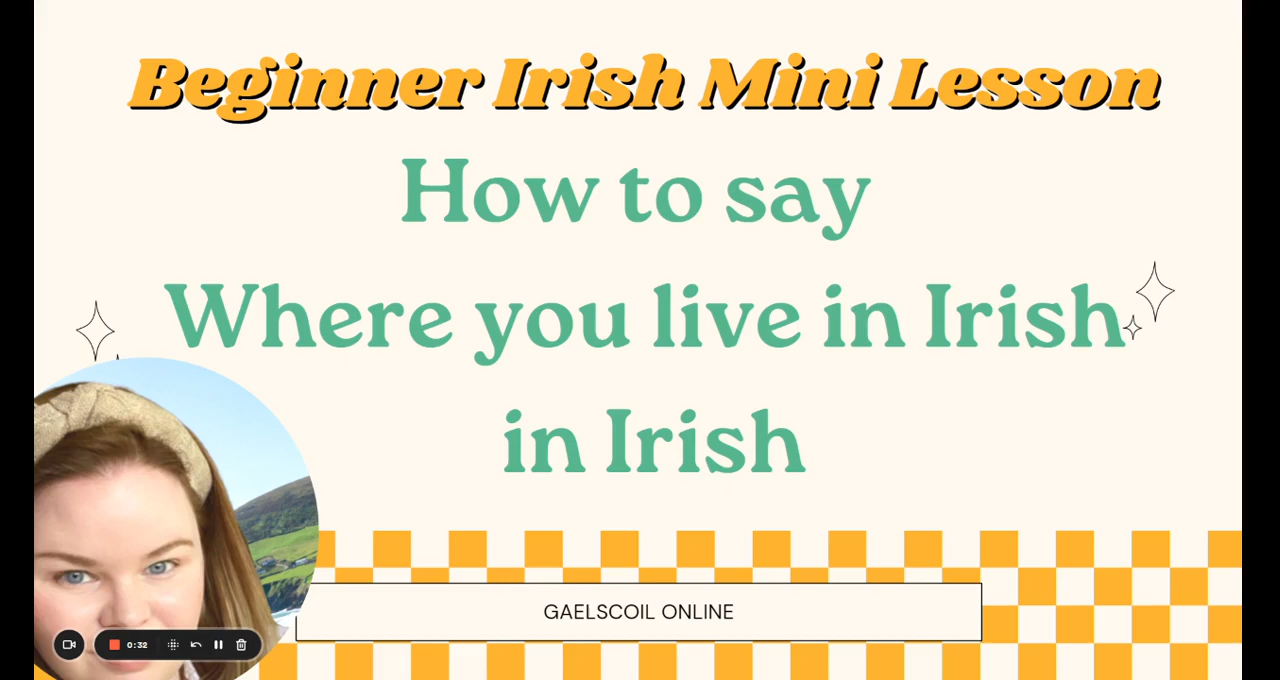 Beginner Irish Mini Lesson
How to say
Where you live in Irish
in Irish
GAELSCOIL ONLINE
0:32